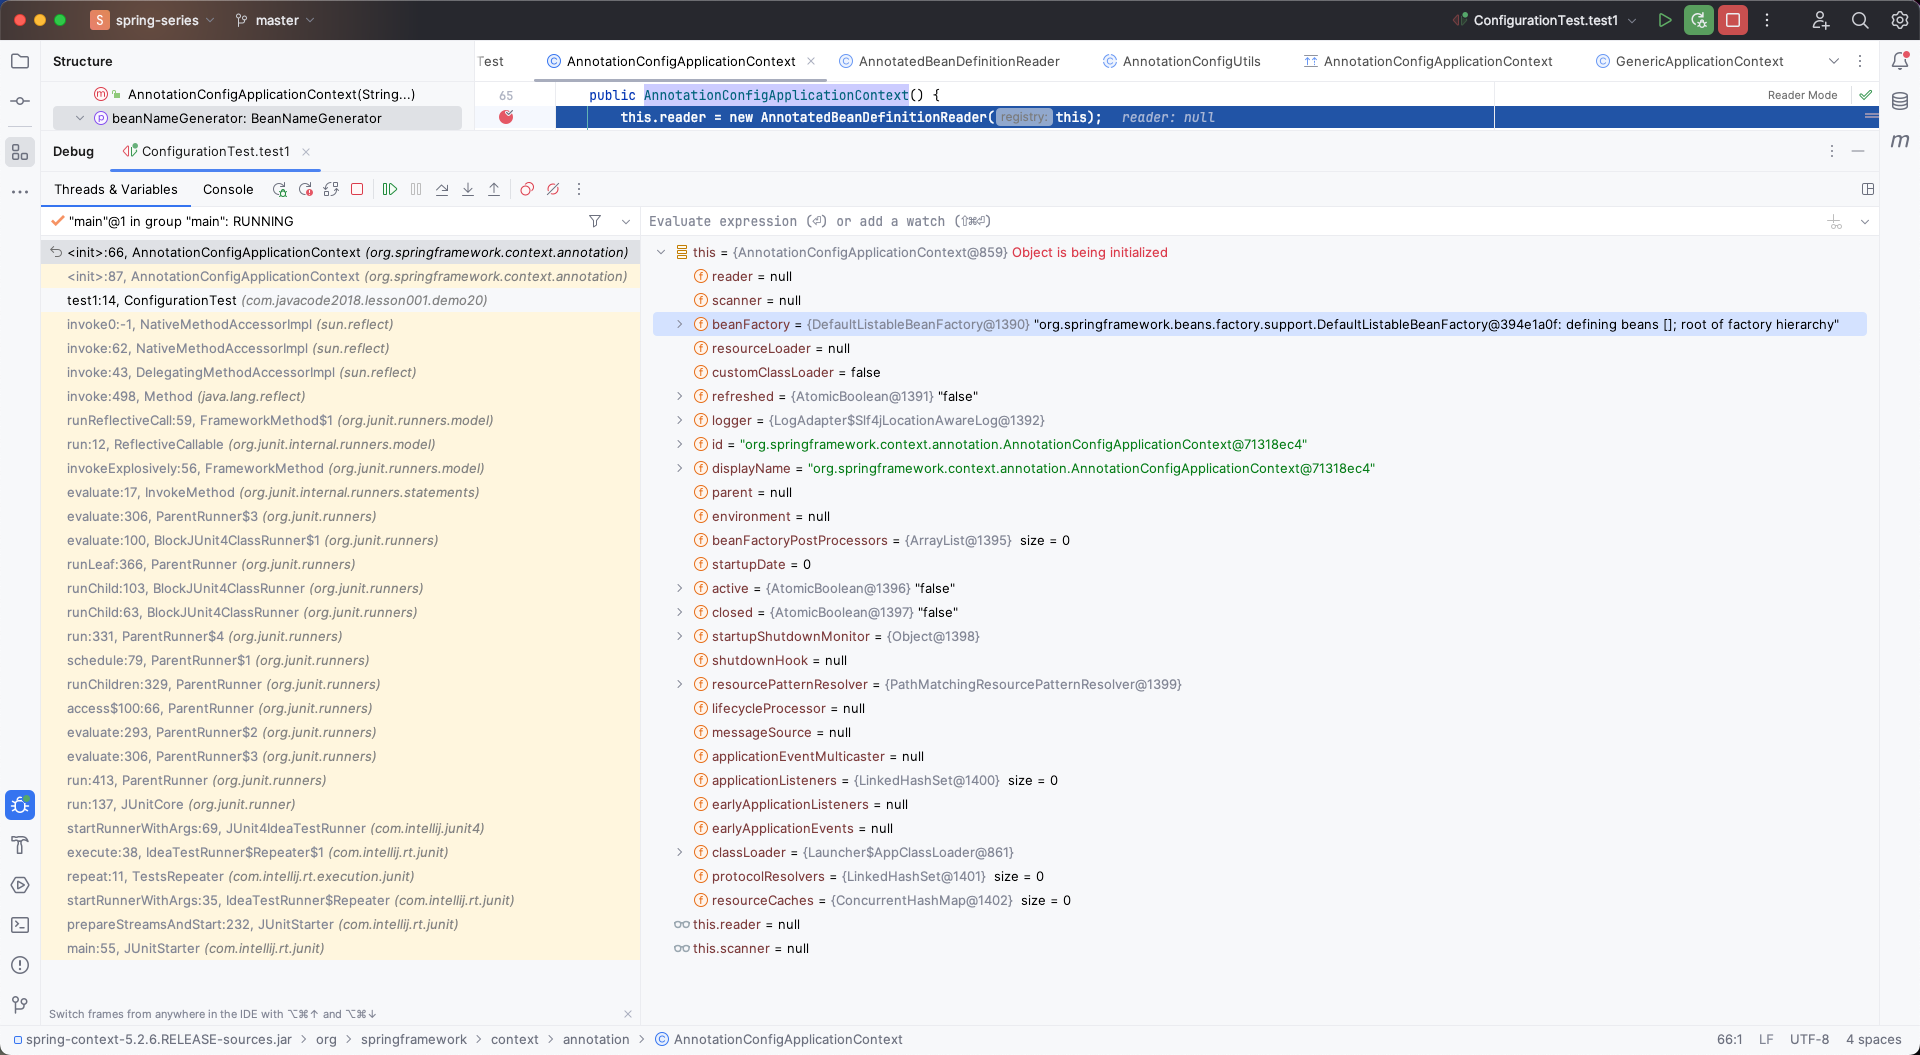 S spring-series master ConfigurationTest.test1
Structure
Test AnnotationConfigApplicationContext AnnotatedBeanDefinitionReader AnnotationConfigUtils AnnotationConfigApplicationContext GenericApplicationContext
AnnotationConfigApplicationContext(String...)
beanNameGenerator: BeanNameGenerator
65 public AnnotationConfigApplicationContext() {
Reader Mode
this.reader = new AnnotatedBeanDefinitionReader( registry: this); reader: null
Debug ConfigurationTest.test1
Threads & Variables Console
"main"@1 in group "main": RUNNING
<init>:66, AnnotationConfigApplicationContext (org.springframework.context.annotation)
<init>:87, AnnotationConfigApplicationContext (org.springframework.context.annotation)
test1:14, ConfigurationTest (com.javacode2018.lesson001.demo20)
invoke0:-1, NativeMethodAccessorImpl (sun.reflect)
invoke:62, NativeMethodAccessorImpl (sun.reflect)
invoke:43, DelegatingMethodAccessorImpl (sun.reflect)
invoke:498, Method (java.lang.reflect)
runReflectiveCall:59, FrameworkMethod$1 (org.junit.runners.model)
run:12, ReflectiveCallable (org.junit.internal.runners.model)
invokeExplosively:56, FrameworkMethod (org.junit.runners.model)
evaluate:17, InvokeMethod (org.junit.internal.runners.statements)
evaluate:306, ParentRunner$3 (org.junit.runners)
evaluate:100, BlockJUnit4ClassRunner$1 (org.junit.runners)
runLeaf:366, ParentRunner (org.junit.runners)
runChild:103, BlockJUnit4ClassRunner (org.junit.runners)
runChild:63, BlockJUnit4ClassRunner (org.junit.runners)
run:331, ParentRunner$4 (org.junit.runners)
schedule:79, ParentRunner$1 (org.junit.runners)
runChildren:329, ParentRunner (org.junit.runners)
access$100:66, ParentRunner (org.junit.runners)
evaluate:293, ParentRunner$2 (org.junit.runners)
evaluate:306, ParentRunner$3 (org.junit.runners)
run:413, ParentRunner (org.junit.runners)
run:137, JUnitCore (org.junit.runner)
startRunnerWithArgs:69, JUnit4IdeaTestRunner (com.intellij.junit4)
execute:38, IdeaTestRunner$Repeater$1 (com.intellij.rt.junit)
repeat:11, TestsRepeater (com.intellij.rt.execution.junit)
startRunnerWithArgs:35, IdeaTestRunner$Repeater (com.intellij.rt.junit)
prepareStreamsAndStart:232, JUnitStarter (com.intellij.rt.junit)
main:55, JUnitStarter (com.intellij.rt.junit)
Switch frames from anywhere in the IDE with ⌥⌘↑ and ⌥⌘↓
Evaluate expression (⏎) or add a watch (⇧⌘⏎)
this = {AnnotationConfigApplicationContext@859} Object is being initialized
reader = null
scanner = null
beanFactory = {DefaultListableBeanFactory@1390} "org.springframework.beans.factory.support.DefaultListableBeanFactory@394e1a0f: defining beans []; root of factory hierarchy"
resourceLoader = null
customClassLoader = false
refreshed = {AtomicBoolean@1391} "false"
logger = {LogAdapter$Slf4jLocationAwareLog@1392}
id = "org.springframework.context.annotation.AnnotationConfigApplicationContext@71318ec4"
displayName = "org.springframework.context.annotation.AnnotationConfigApplicationContext@71318ec4"
parent = null
environment = null
beanFactoryPostProcessors = {ArrayList@1395} size = 0
startupDate = 0
active = {AtomicBoolean@1396} "false"
closed = {AtomicBoolean@1397} "false"
startupShutdownMonitor = {Object@1398}
shutdownHook = null
resourcePatternResolver = {PathMatchingResourcePatternResolver@1399}
lifecycleProcessor = null
messageSource = null
applicationEventMulticaster = null
applicationListeners = {LinkedHashSet@1400} size = 0
earlyApplicationListeners = null
earlyApplicationEvents = null
classLoader = {Launcher$AppClassLoader@861}
protocolResolvers = {LinkedHashSet@1401} size = 0
resourceCaches = {ConcurrentHashMap@1402} size = 0
this.reader = null
this.scanner = null
spring-context-5.2.6.RELEASE-sources.jar > org > springframework > context > annotation > AnnotationConfigApplicationContext
66:1 LF UTF-8 4 spaces